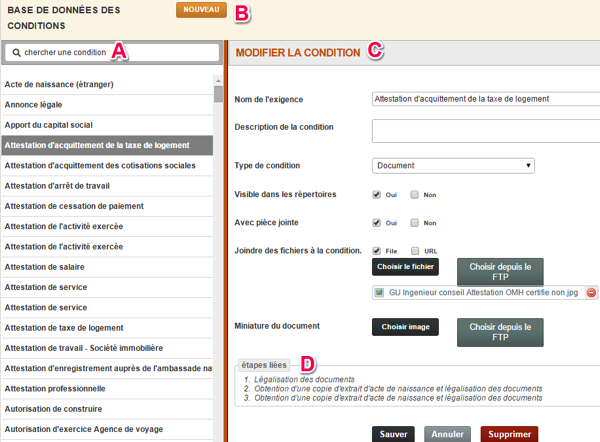 BASE DE DONNÉES DES
CONDITIONS
NOUVEAU
B
chercher une condition
A
MODIFIER LA CONDITION
C
Acte de naissance (étranger)
Annonce légale
Apport du capital social
Attestation d'acquittement de la taxe de logement
Attestation d'acquittement des cotisations sociales
Attestation d'arrêt de travail
Attestation de cessation de paiement
Attestation de l'activité exercèe
Attestation de l'activité exercèe
Attestation de salaire
Attestation de service
Attestation de service
Attestation de taxe de logement
Attestation de travail - Société immobilière
Attestation d'enregistrement auprès de l'ambassade nat
Attestation professionnelle
Autorisation de construire
Autorisation d'exercice Agence de voyage
Nom de l'exigence
Attestation d'acquittement de la taxe de logement
Description de la condition
Type de condition
Document
Visible dans les rèpertoires
Oui
Non
Avec pièce jointe
Oui
Non
Joindre des fichiers à la condition.
File
URL
Choisir le fichier
Choisir depuis le
FTP
GU Ingenieur conseil Attestation OMH certifie non.jpg
Miniature du document
Choisir image
Choisir depuis le
FTP
étapes liées
D
1. Légalisation des documents
2. Obtention d'une copie d'extrait d'acte de naissance et légalisation des documents
3. Obtention d'une copie d'extrait d'acte de naissance et légalisation des documents
Sauver
Annuler
Supprimer